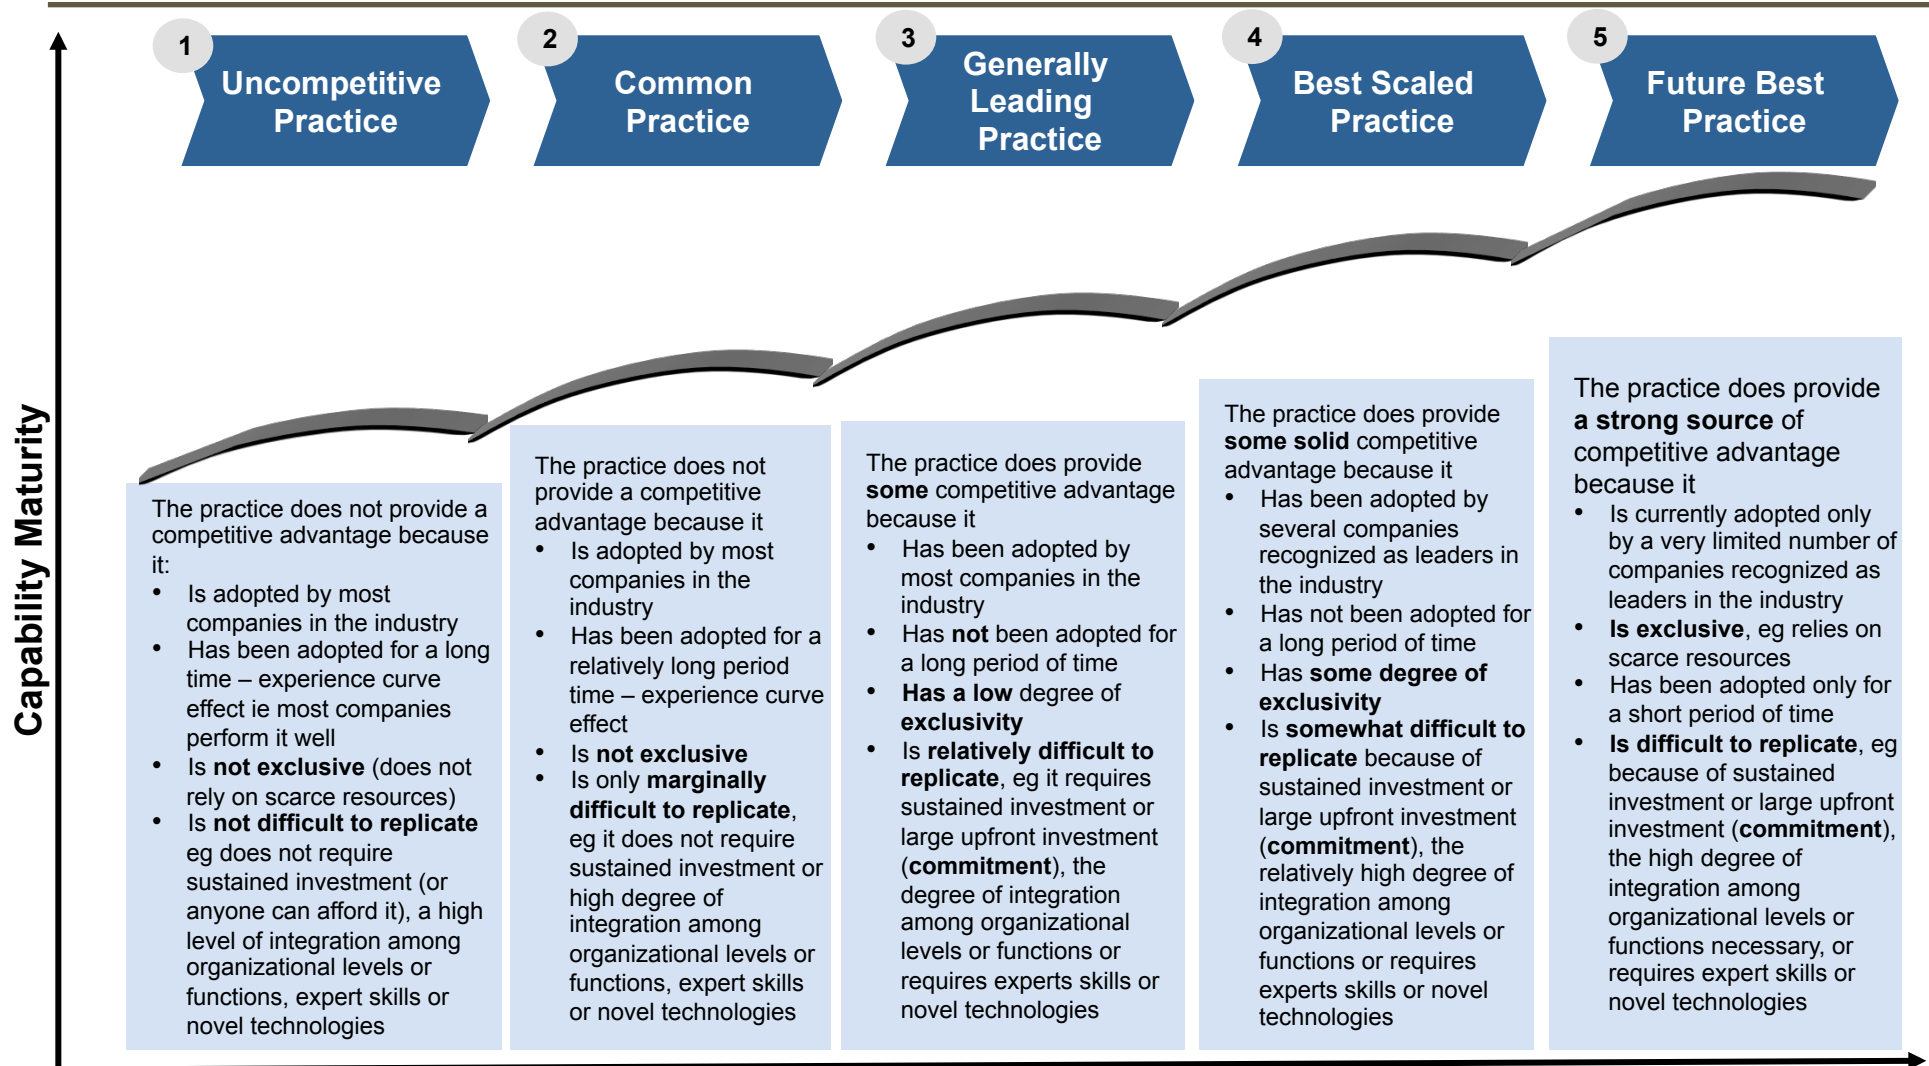 1
Uncompetitive
Practice
2
Common
Practice
3
Generally
Leading
Practice
4
Best Scaled
Practice
5
Future Best
Practice
Capability Maturity
The practice does not provide a
competitive advantage because
it:
• Is adopted by most
companies in the industry
• Has been adopted for a long
time – experience curve
effect ie most companies
perform it well
• Is not exclusive (does not
rely on scarce resources)
• Is not difficult to replicate
eg does not require
sustained investment (or
anyone can afford it), a high
level of integration among
organizational levels or
functions, expert skills or
novel technologies
The practice does not
provide a competitive
advantage because it
• Is adopted by most
companies in the
industry
• Has been adopted for a
relatively long period
time – experience curve
effect
• Is not exclusive
• Is only marginally
difficult to replicate,
eg it does not require
sustained investment or
high degree of
integration among
organizational levels or
functions, expert skills
or novel technologies
The practice does provide
some competitive advantage
because it
• Has been adopted by
most companies in the
industry
• Has not been adopted for
a long period of time
• Has a low degree of
exclusivity
• Is relatively difficult to
replicate, eg it requires
sustained investment or
large upfront investment
(commitment), the
degree of integration
among organizational
levels or functions or
requires experts skills or
novel technologies
The practice does provide
some solid competitive
advantage because it
• Has been adopted by
several companies
recognized as leaders in
the industry
• Has not been adopted for
a long period of time
• Has some degree of
exclusivity
• Is somewhat difficult to
replicate because of
sustained investment or
large upfront investment
(commitment), the
relatively high degree of
integration among
organizational levels or
functions or requires
experts skills or novel
technologies
The practice does provide
a strong source of
competitive advantage
because it
• Is currently adopted only
by a very limited number of
companies recognized as
leaders in the industry
• Is exclusive, eg relies on
scarce resources
• Has been adopted only for
a short period of time
• Is difficult to replicate, eg
because of sustained
investment or large upfront
investment (commitment),
the high degree of
integration among
organizational levels or
functions necessary, or
requires expert skills or
novel technologies